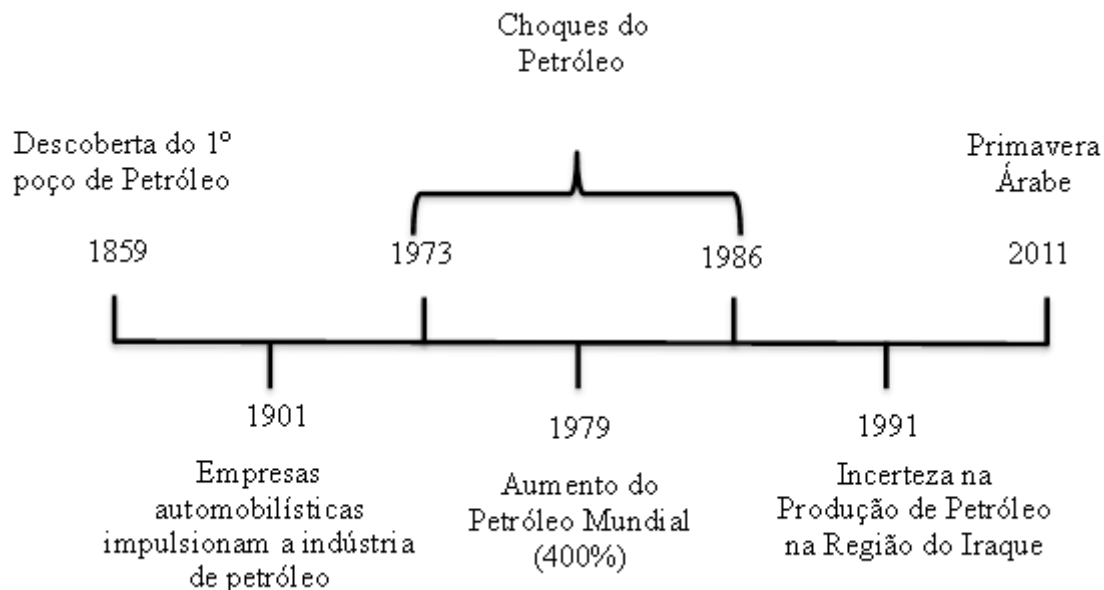 Choques do
Petróleo
Descoberta do 1º
poço de Petróleo
Primavera
Árabe
1859
1973
1986
2011
1901
Empresas
automobilísticas
impulsionam a indústria
de petróleo
1979
Aumento do
Petróleo Mundial
(400%)
1991
Incerteza na
Produção de Petróleo
na Região do Iraque